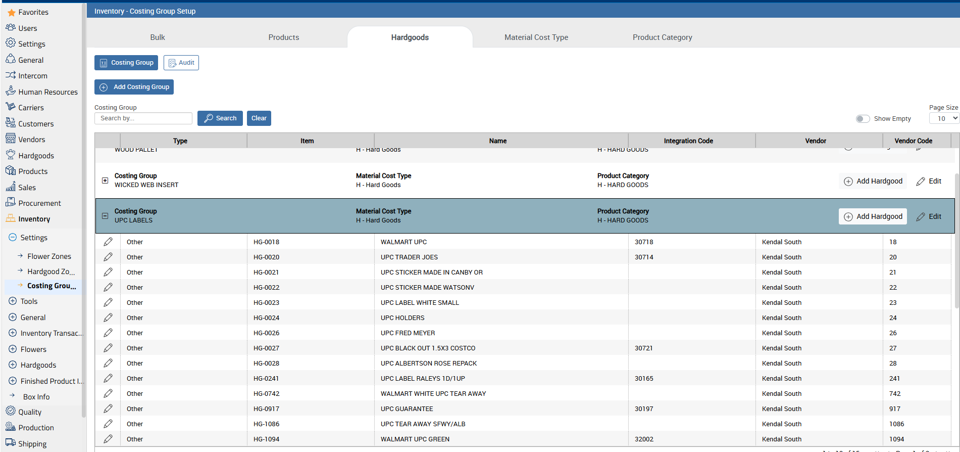 Favorites
Users
Settings
General
Intercom
Human Resources
Carriers
Customers
Vendors
Hardgoods
Products
Sales
Procurement
Inventory
Settings
Flower Zones
Hardgood Zo...
Costing Grou...
Tools
General
Inventory Transac...
Flowers
Hardgoods
Finished Product I...
Box Info
Quality
Production
Shipping
Inventory - Costing Group Setup
Bulk Products Hardgoods Material Cost Type Product Category
Costing Group Audit
Add Costing Group
Costing Group
Search by... Search Clear
Show Empty
Page Size
10
Type Item Name Integration Code Vendor Vendor Code
WOOD PALLET H - Hard Goods H - HARD GOODS
Costing Group Material Cost Type Product Category
WICKED WEB INSERT H - Hard Goods H - HARD GOODS
Add Hardgood Edit
Costing Group Material Cost Type Product Category
UPC LABELS H - Hard Goods H - HARD GOODS
Add Hardgood Edit
Other HG-0018 WALMART UPC 30718 Kendal South 18
Other HG-0020 UPC TRADER JOES 30714 Kendal South 20
Other HG-0021 UPC STICKER MADE IN CANBY OR Kendal South 21
Other HG-0022 UPC STICKER MADE WATSONV Kendal South 22
Other HG-0023 UPC LABEL WHITE SMALL Kendal South 23
Other HG-0024 UPC HOLDERS Kendal South 24
Other HG-0026 UPC FRED MEYER Kendal South 26
Other HG-0027 UPC BLACK OUT 1.5X3 COSTCO 30721 Kendal South 27
Other HG-0028 UPC ALBERTSON ROSE REPACK Kendal South 28
Other HG-0241 UPC LABEL RALEYS 1D/1UP 30165 Kendal South 241
Other HG-0742 WALMART WHITE UPC TEAR AWAY Kendal South 742
Other HG-0917 UPC GUARANTEE 30197 Kendal South 917
Other HG-1086 UPC TEAR AWAY SFWY/ALB Kendal South 1086
Other HG-1094 WALMART UPC GREEN 32002 Kendal South 1094